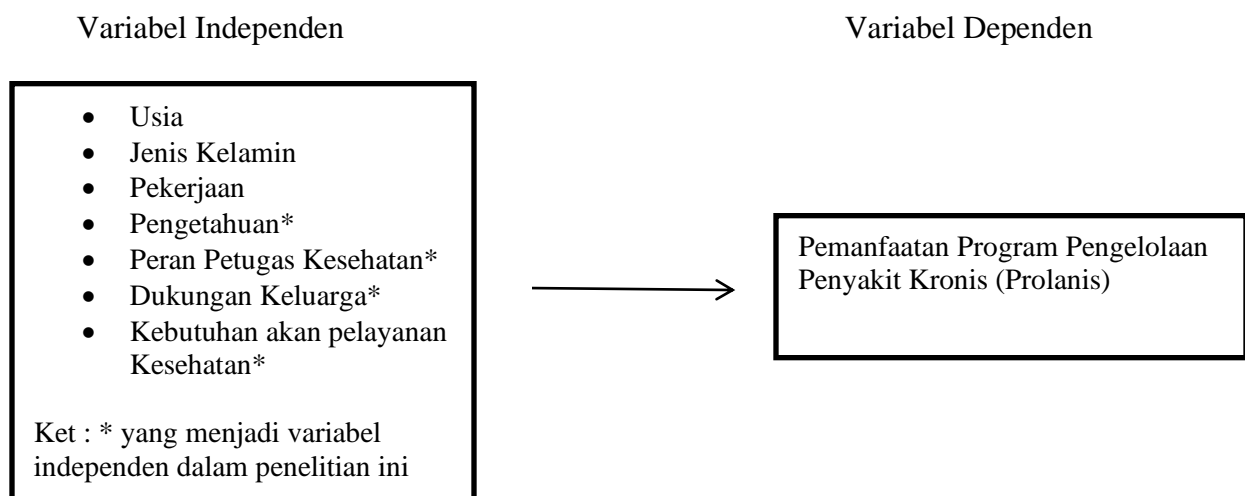 Variabel Independen
Variabel Dependen
• Usia
• Jenis Kelamin
• Pekerjaan
• Pengetahuan*
• Peran Petugas Kesehatan*
• Dukungan Keluarga*
• Kebutuhan akan pelayanan
Kesehatan*
Ket : * yang menjadi variabel
independen dalam penelitian ini
Pemanfaatan Program Pengelolaan
Penyakit Kronis (Prolanis)